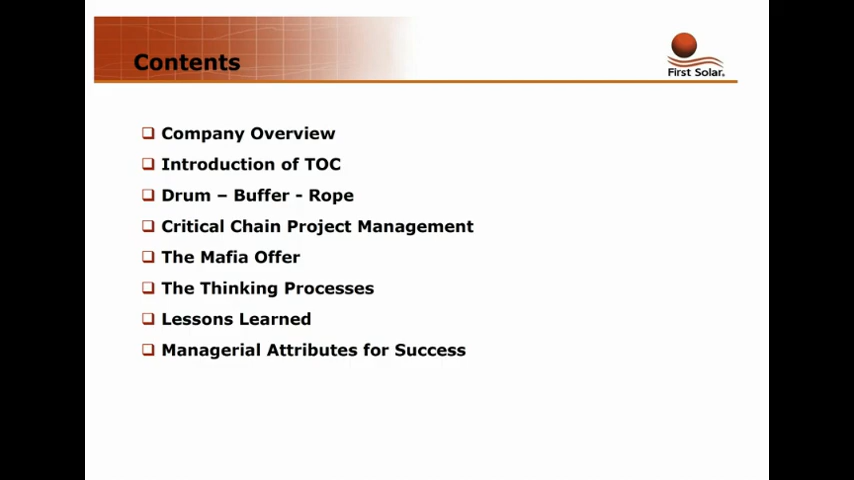 Contents
First Solar.
Company Overview
Introduction of TOC
Drum – Buffer - Rope
Critical Chain Project Management
The Mafia Offer
The Thinking Processes
Lessons Learned
Managerial Attributes for Success